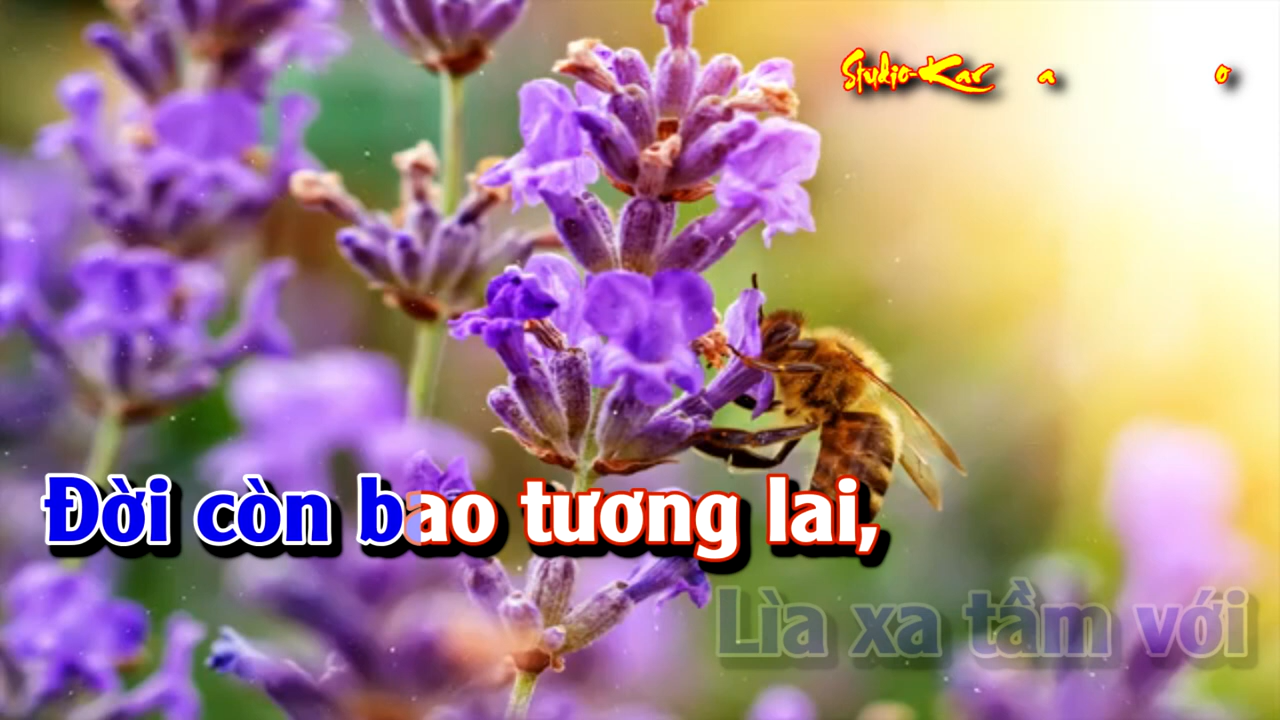 Studio-Kar a o
Đời còn bao tương lai,
Lìa xa tầm với